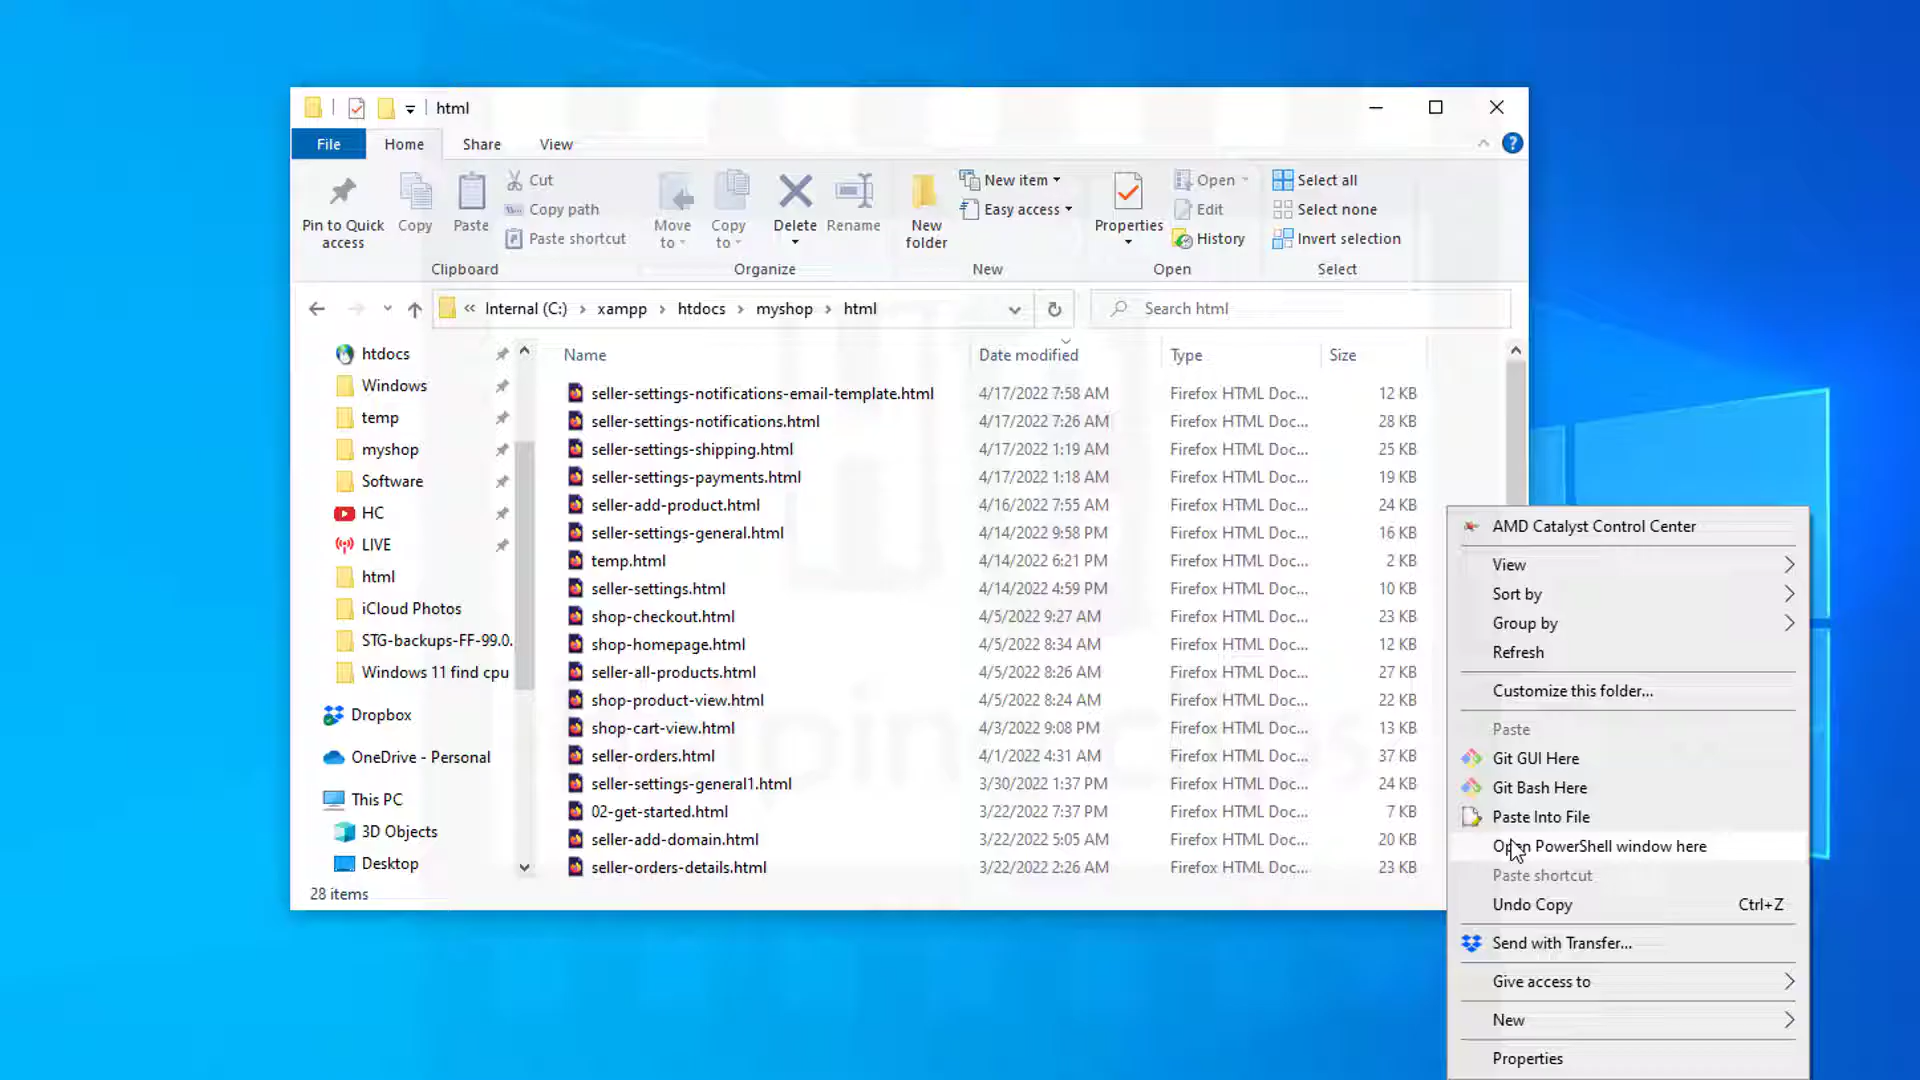 html
File Home Share View
Pin to Quick access
Copy
Paste
Cut
Copy path
Paste shortcut
Clipboard
Move to
Copy to
Delete
Rename
Organize
New folder
New item
Easy access
New
Properties
Open
Edit
History
Open
Select all
Select none
Invert selection
Select
« Internal (C:) > xampp > htdocs > myshop > html
Search html
htdocs
Windows
temp
myshop
Software
HC
LIVE
html
iCloud Photos
STG-backups-FF-99.0.
Windows 11 find cpu
Dropbox
OneDrive - Personal
This PC
3D Objects
Desktop
Name Date modified Type Size
seller-settings-notifications-email-template.html 4/17/2022 7:58 AM Firefox HTML Doc... 12 KB
seller-settings-notifications.html 4/17/2022 7:26 AM Firefox HTML Doc... 28 KB
seller-settings-shipping.html 4/17/2022 1:19 AM Firefox HTML Doc... 25 KB
seller-settings-payments.html 4/17/2022 1:18 AM Firefox HTML Doc... 19 KB
seller-add-product.html 4/16/2022 7:55 AM Firefox HTML Doc... 24 KB
seller-settings-general.html 4/14/2022 9:58 PM Firefox HTML Doc... 16 KB
temp.html 4/14/2022 6:21 PM Firefox HTML Doc... 2 KB
seller-settings.html 4/14/2022 4:59 PM Firefox HTML Doc... 10 KB
shop-checkout.html 4/5/2022 9:27 AM Firefox HTML Doc... 23 KB
shop-homepage.html 4/5/2022 8:34 AM Firefox HTML Doc... 12 KB
seller-all-products.html 4/5/2022 8:26 AM Firefox HTML Doc... 27 KB
shop-product-view.html 4/5/2022 8:24 AM Firefox HTML Doc... 22 KB
shop-cart-view.html 4/3/2022 9:08 PM Firefox HTML Doc... 13 KB
seller-orders.html 4/1/2022 4:31 AM Firefox HTML Doc... 37 KB
seller-settings-general1.html 3/30/2022 1:37 PM Firefox HTML Doc... 24 KB
02-get-started.html 3/22/2022 7:37 PM Firefox HTML Doc... 7 KB
seller-add-domain.html 3/22/2022 5:05 AM Firefox HTML Doc... 20 KB
seller-orders-details.html 3/22/2022 2:26 AM Firefox HTML Doc... 23 KB
28 items
AMD Catalyst Control Center
View
Sort by
Group by
Refresh
Customize this folder...
Paste
Git GUI Here
Git Bash Here
Paste Into File
Open PowerShell window here
Paste shortcut
Undo Copy Ctrl+Z
Send with Transfer...
Give access to
New
Properties